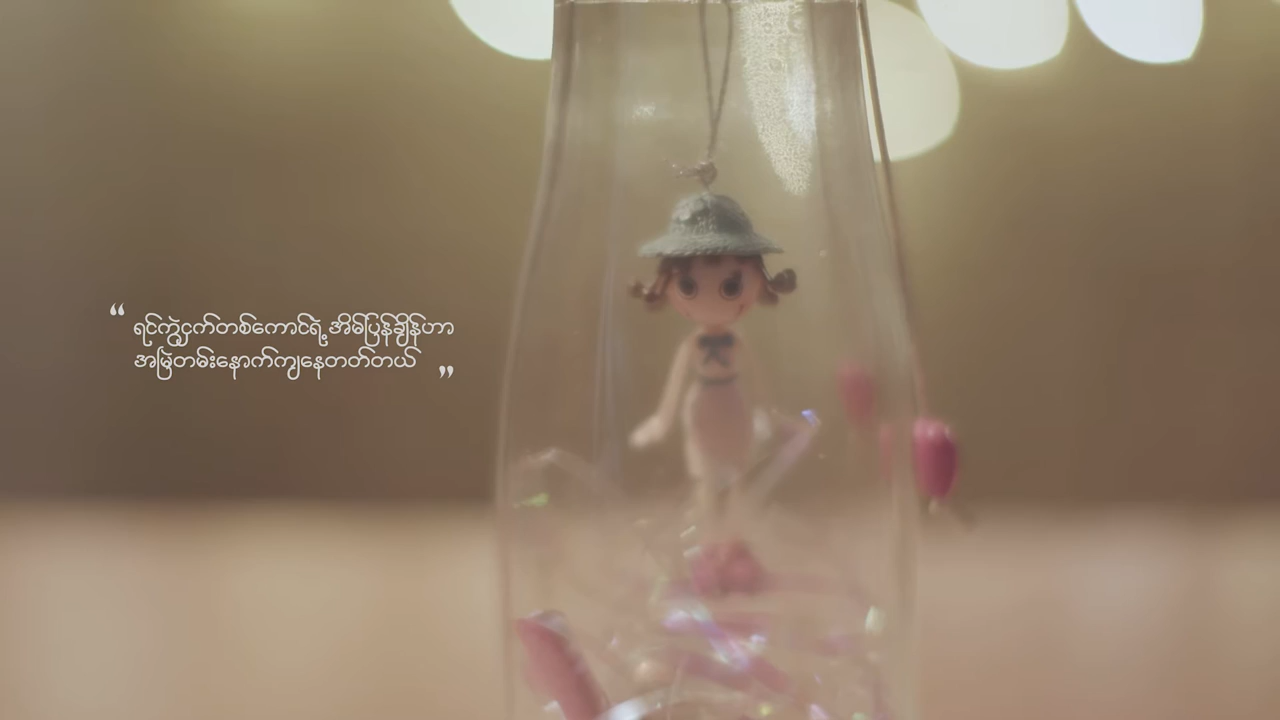 “ ရင်ကွဲငှက်တစ်ကောင်ရဲ့ အိမ်ပြန်ချိန်ဟာ
အမြဲတမ်းနောက်ကျနေတတ်တယ် ”